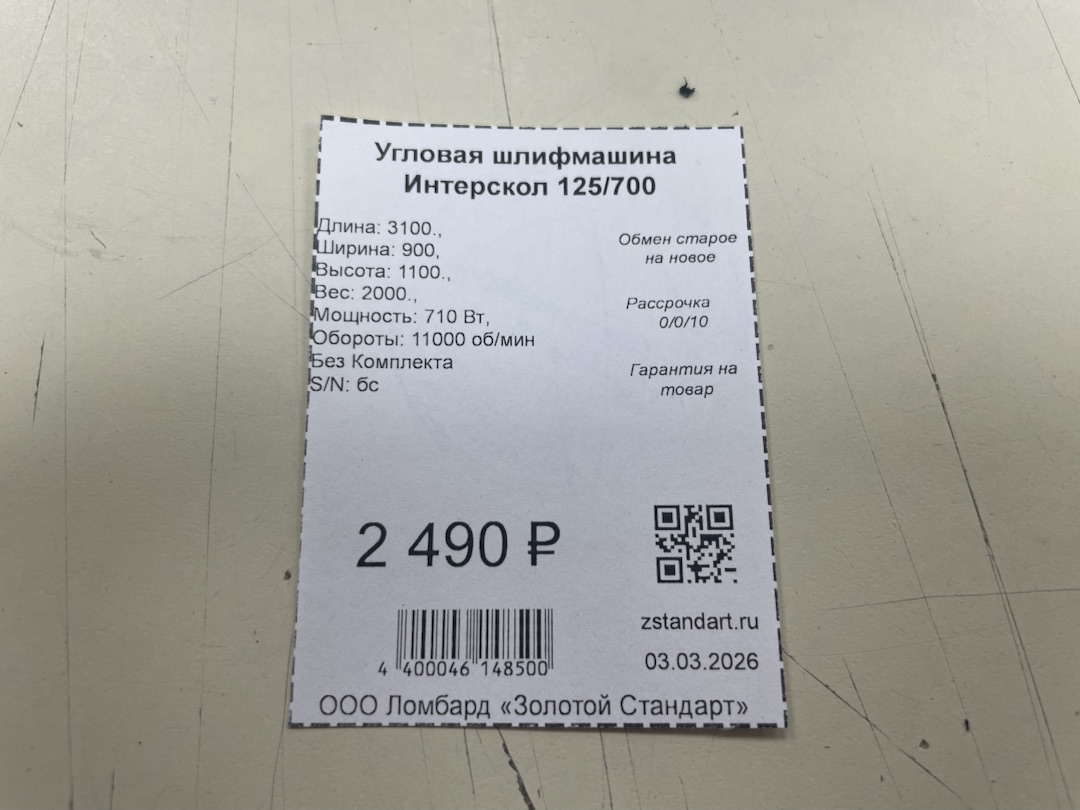 Угловая шлифмашина
Интерскол 125/700
Длина: 3100.,
Ширина: 900,
Высота: 1100.,
Вес: 2000.,
Мощность: 710 Вт,
Обороты: 11000 об/мин
Без Комплекта
S/N: бс
Обмен старое
на новое
Рассрочка
0/0/10
Гарантия на
товар
2 490 ₽
4 400046 148500
zstandart.ru
03.03.2026
ООО Ломбард «Золотой Стандарт»